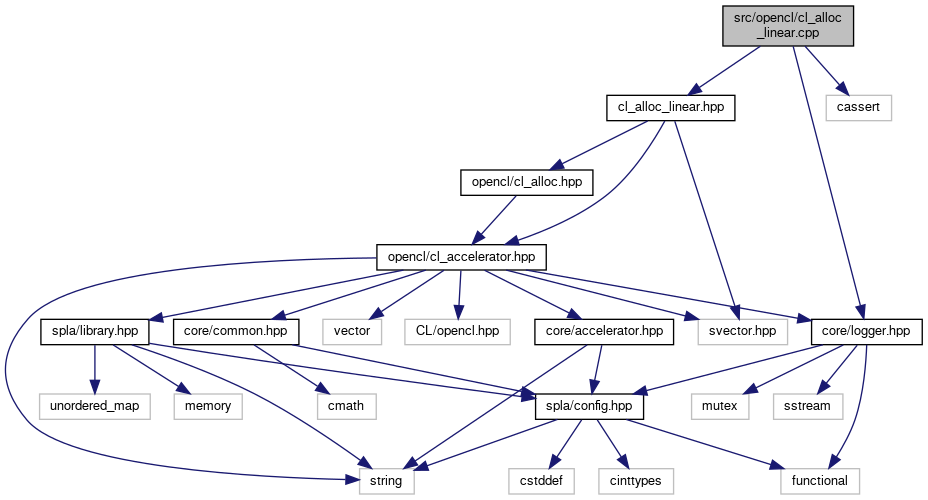 src/opencl/cl_alloc
_linear.cpp
cl_alloc_linear.hpp
cassert
opencl/cl_alloc.hpp
opencl/cl_accelerator.hpp
spla/library.hpp
core/common.hpp
vector
CL/opencl.hpp
core/accelerator.hpp
svector.hpp
core/logger.hpp
unordered_map
memory
cmath
spla/config.hpp
mutex
sstream
string
cstddef
cinttypes
functional